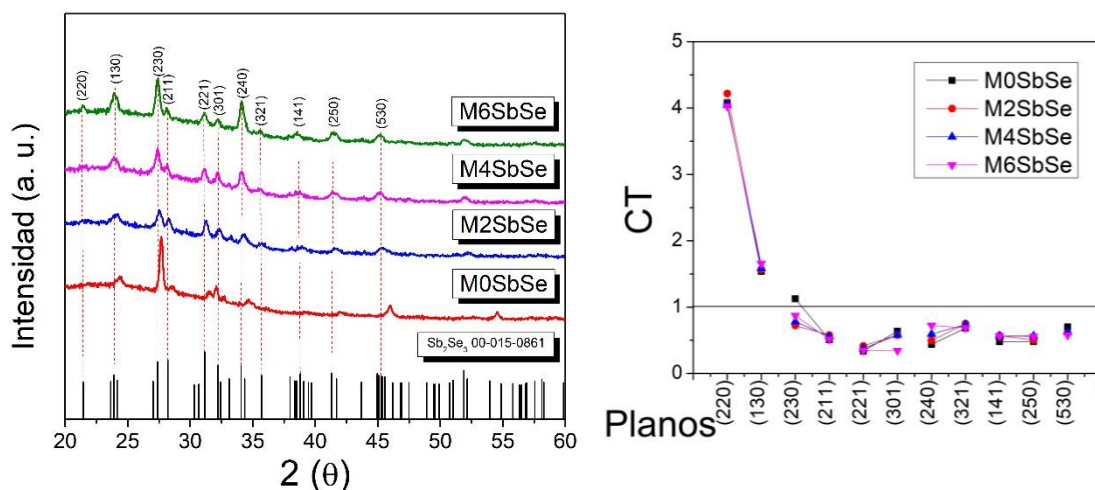 Intensidad (a. u.)
(220)
(130)
(230)
(211)
(221)
(301)
(240)
(321)
(141)
(250)
(530)
M6SbSe
M4SbSe
M2SbSe
M0SbSe
Sb₂Se₃ 00-015-0861
20 25 30 35 40 45 50 55 60
2 (θ)
CT
5
4
3
2
1
0
M0SbSe
M2SbSe
M4SbSe
M6SbSe
Planos
(220)
(130)
(230)
(211)
(221)
(301)
(240)
(321)
(141)
(250)
(530)